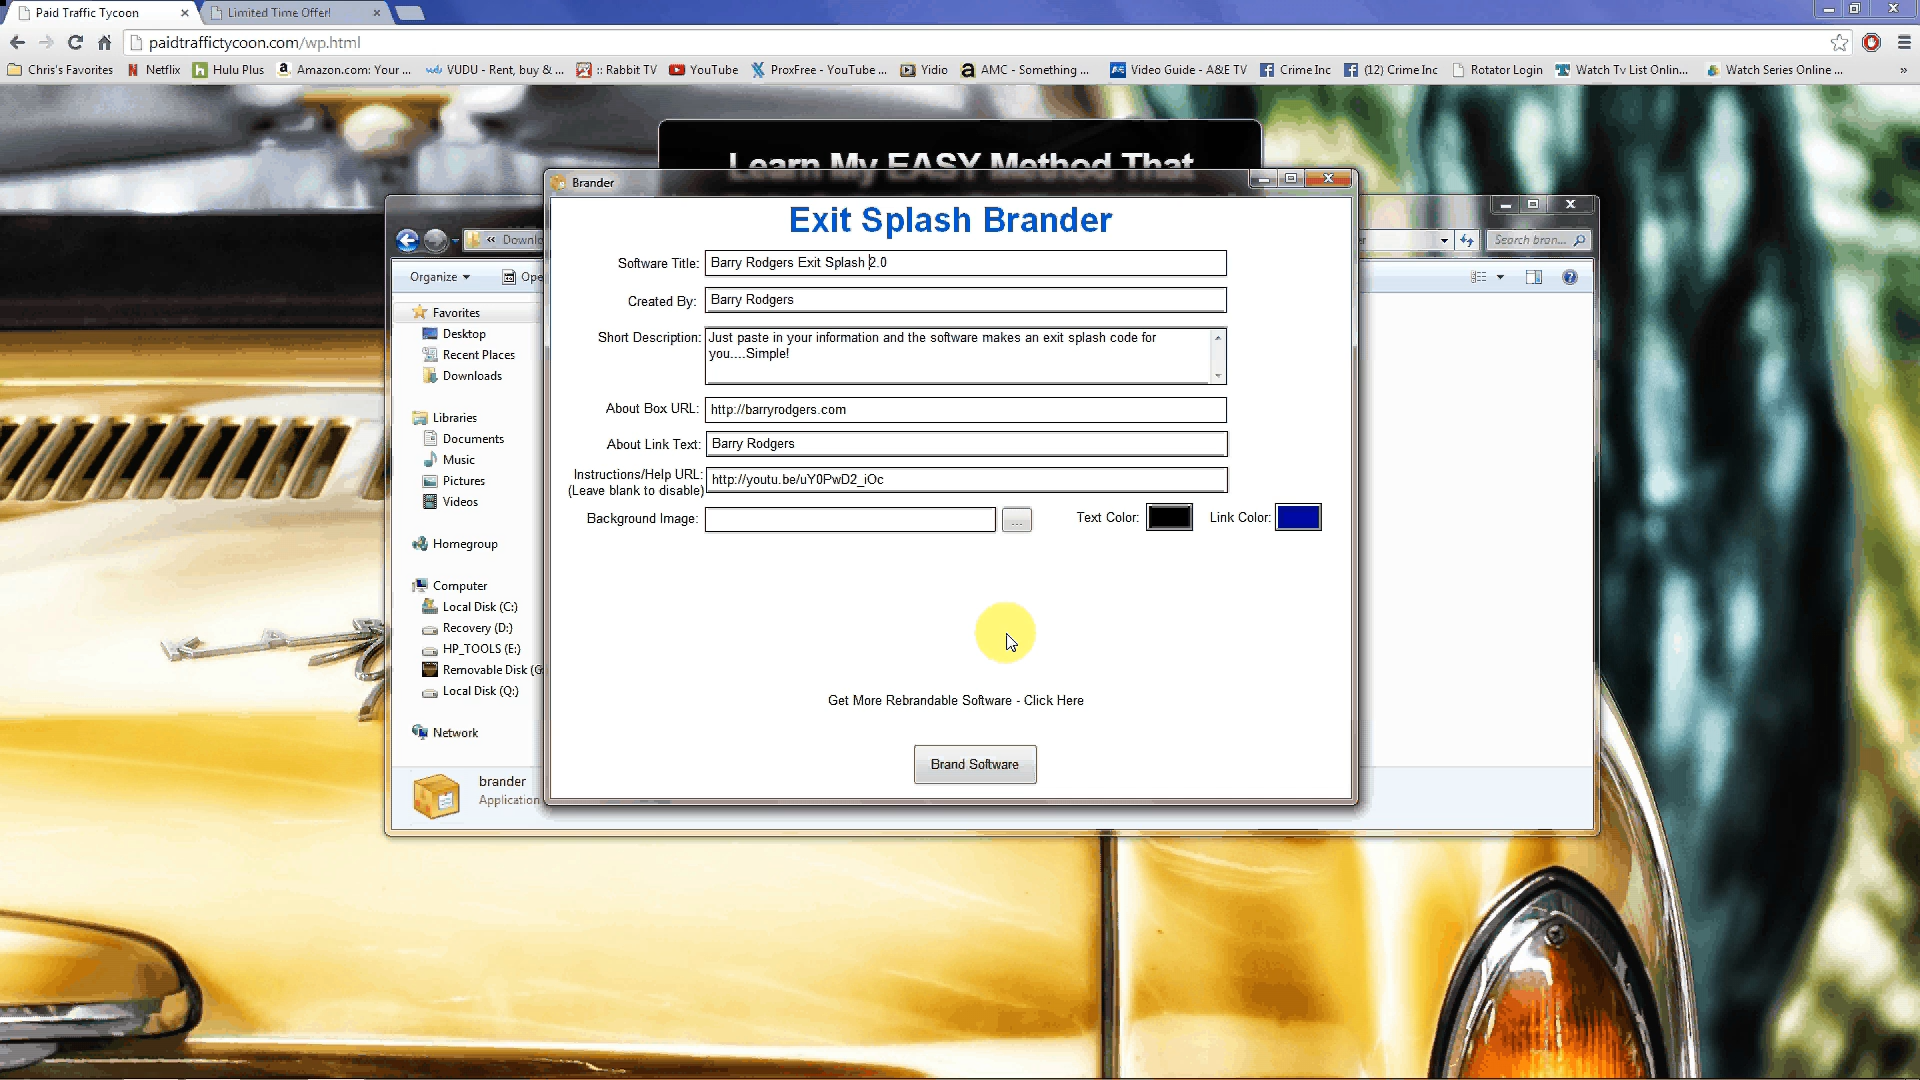 Paid Traffic Tycoon
Limited Time Offer!
paidtraffictycoon.com/wp.html
Chris's Favorites
Netflix
Hulu Plus
Amazon.com: Your ...
VUDU - Rent, buy & ...
:: Rabbit TV
YouTube
ProxFree - YouTube ...
Yidio
AMC - Something ...
Video Guide - A&E TV
Crime Inc
(12) Crime Inc
Rotator Login
Watch Tv List Onlin...
Watch Series Online ...
»
Learn My EASY Method That
Brander
Exit Splash Brander
Software Title: Barry Rodgers Exit Splash 2.0
Created By: Barry Rodgers
Short Description: Just paste in your information and the software makes an exit splash code for
you....Simple!
About Box URL: http://barryrodgers.com
About Link Text: Barry Rodgers
Instructions/Help URL: http://youtu.be/uY0PwD2_iOc
(Leave blank to disable)
Background Image: ... Text Color: Link Color:
Get More Rebrandable Software - Click Here
Brand Software
« Downlo
Search bran...
Organize
Ope
Favorites
Desktop
Recent Places
Downloads
Libraries
Documents
Music
Pictures
Videos
Homegroup
Computer
Local Disk (C:)
Recovery (D:)
HP_TOOLS (E:)
Removable Disk (G:
Local Disk (Q:)
Network
brander
Application